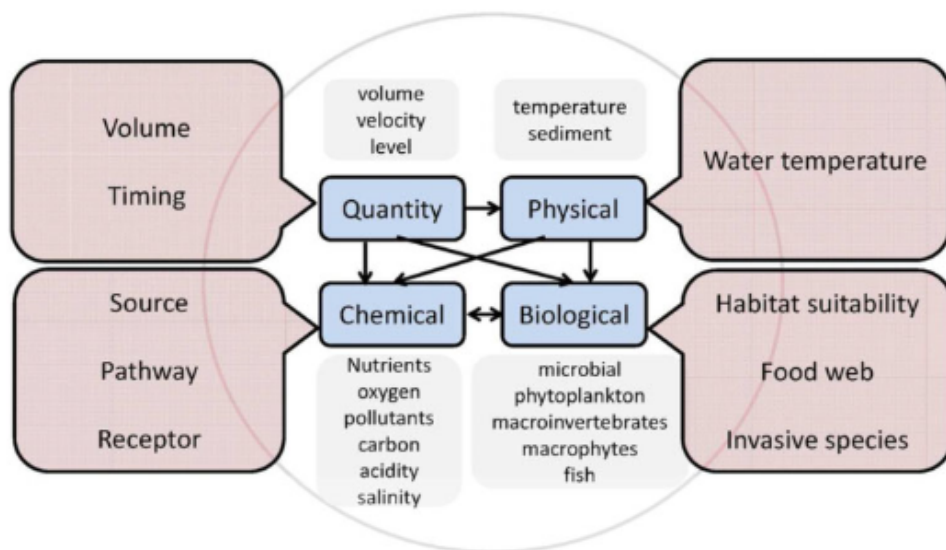 Volume
Timing
volume
velocity
level
temperature
sediment
Water temperature
Quantity
Physical
Source
Pathway
Receptor
Chemical
Biological
Habitat suitability
Food web
Invasive species
Nutrients
oxygen
pollutants
carbon
acidity
salinity
microbial
phytoplankton
macroinvertebrates
macrophytes
fish